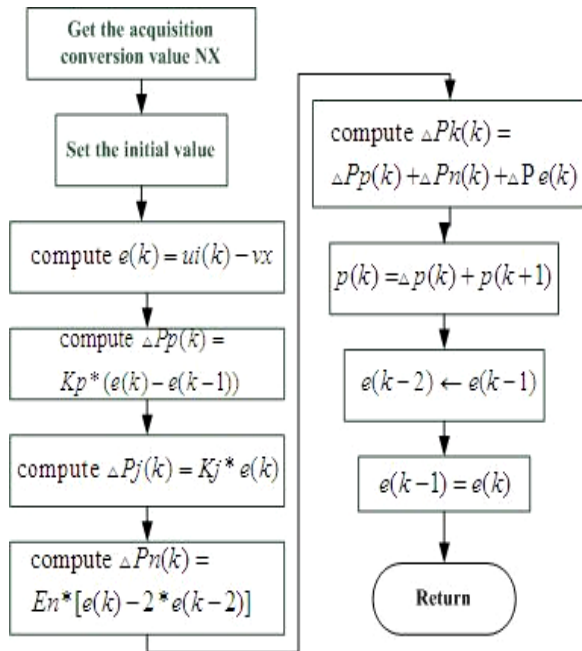 Get the acquisition
conversion value NX
Set the initial value
compute e(k) = ui(k) − vx
compute △Pp(k) =
Kp*(e(k) − e(k−1))
compute △Pj(k) = Kj* e(k)
compute △Pn(k) =
En*[e(k) − 2*e(k−2)]
compute △Pk(k) =
△Pp(k) +△Pn(k) +△P e(k)
p(k) =△p(k) + p(k+1)
e(k−2) ← e(k−1)
e(k−1) = e(k)
Return